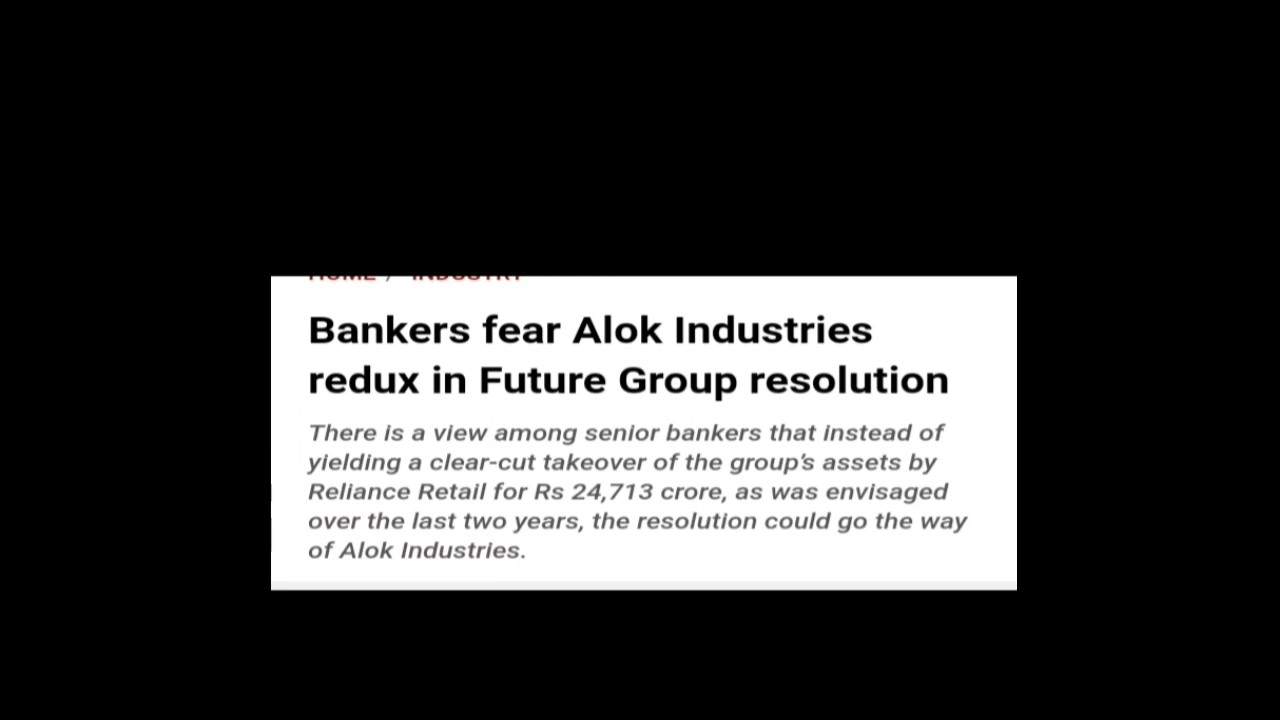 HOME / INDUSTRY
Bankers fear Alok Industries
redux in Future Group resolution
There is a view among senior bankers that instead of
yielding a clear-cut takeover of the group's assets by
Reliance Retail for Rs 24,713 crore, as was envisaged
over the last two years, the resolution could go the way
of Alok Industries.